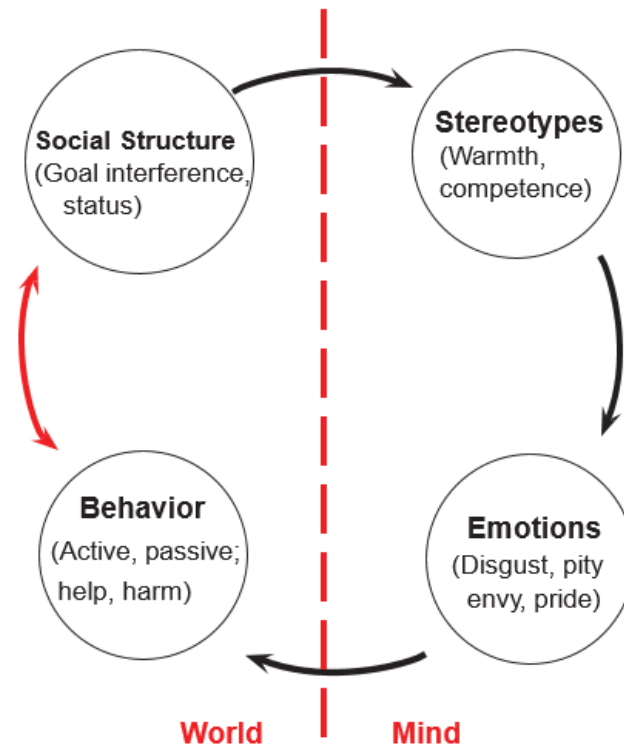 Social Structure
(Goal interference,
status)
Stereotypes
(Warmth,
competence)
Behavior
(Active, passive;
help, harm)
Emotions
(Disgust, pity
envy, pride)
World
Mind